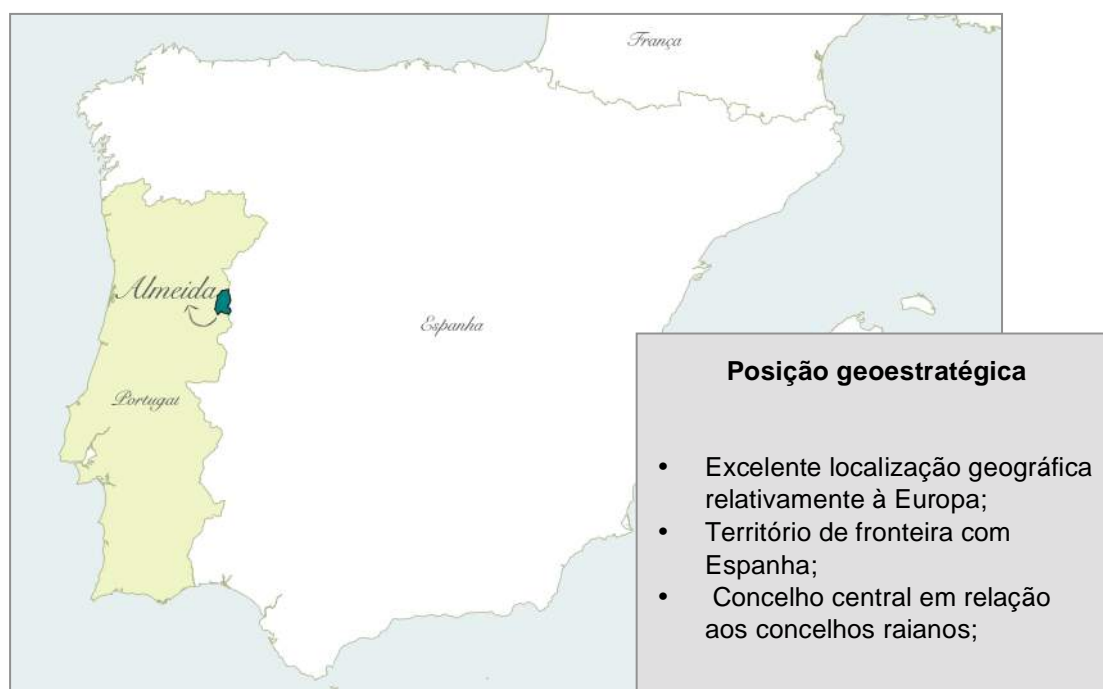 França
Almeida
Espanha
Portugal
Posição geoestratégica
• Excelente localização geográfica
relativamente à Europa;
• Território de fronteira com
Espanha;
• Concelho central em relação
aos concelhos raianos;